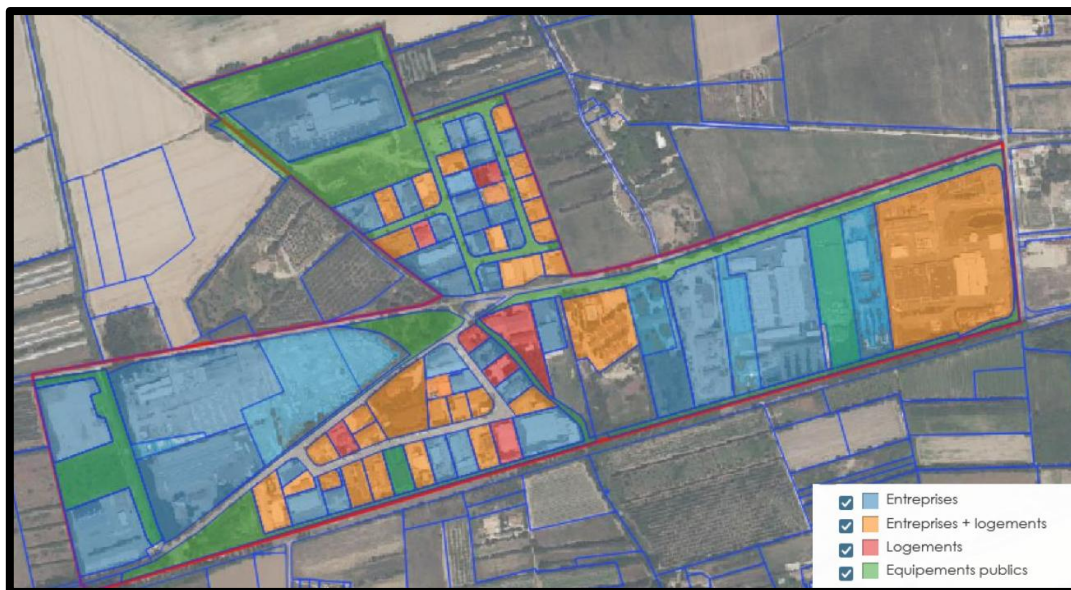 Entreprises
Entreprises + logements
Logements
Equipements publics